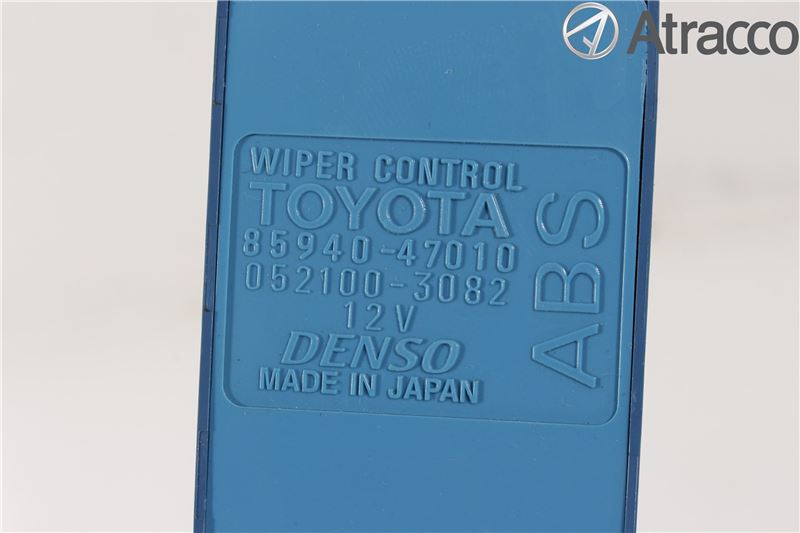 Atracco
WIPER CONTROL
TOYOTA
85940-47010
052100-3082
12V
DENSO
MADE IN JAPAN
ABS